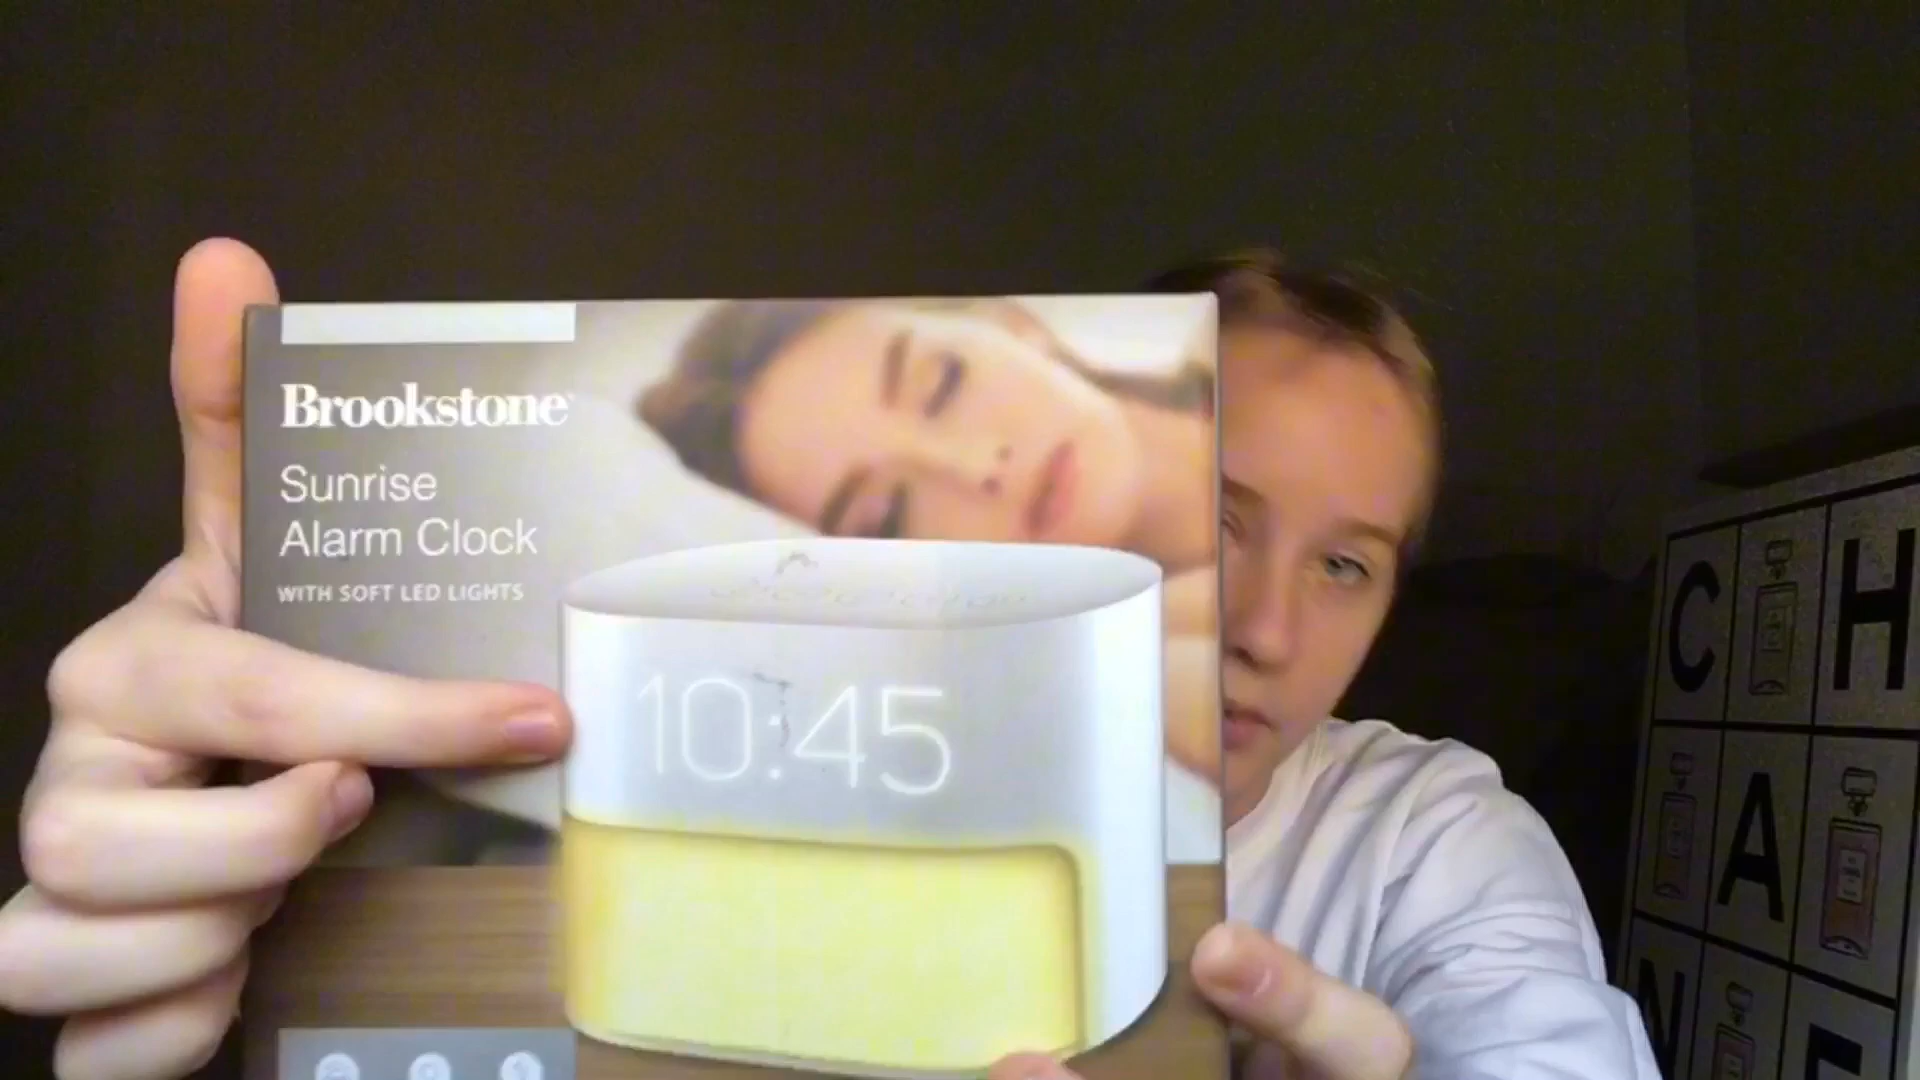 Brookstone
Sunrise
Alarm Clock
WITH SOFT LED LIGHTS
10:45
C H
A
N